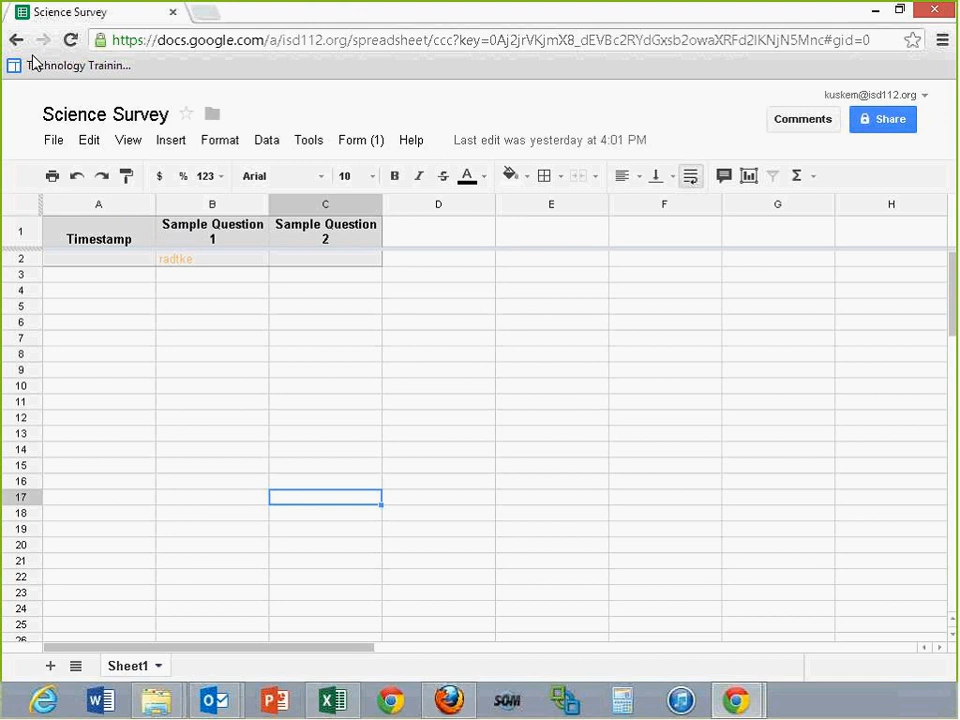 Science Survey
https://docs.google.com/a/isd112.org/spreadsheet/ccc?key=0Aj2jrVKjmX8_dEVBc2RYdGxsb2owaXRFd2lKNjN5Mnc#gid=0
Technology Trainin...
kuskem@isd112.org
Science Survey
Comments
Share
File Edit View Insert Format Data Tools Form (1) Help Last edit was yesterday at 4:01 PM
$ % 123 Arial 10 B I S A Σ
A B C D E F G H
1 Timestamp Sample Question 1 Sample Question 2
2 radtke
3
4
5
6
7
8
9
10
11
12
13
14
15
16
17
18
19
20
21
22
23
24
25
26
+ Sheet1
SOM